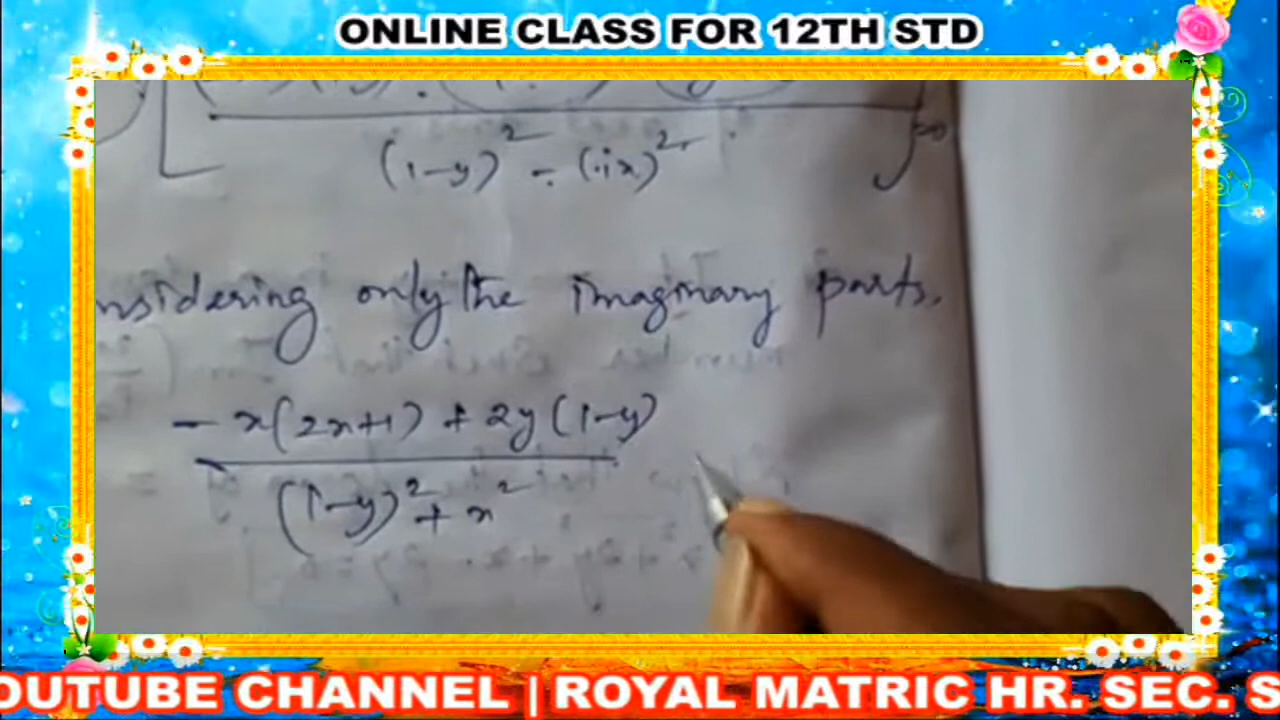 ONLINE CLASS FOR 12TH STD
(1-y)² - (ix)²
nsidering only the imaginary parts.
- x(2x+1) + 2y(1-y)
(1-y)² + x²
OUTUBE CHANNEL | ROYAL MATRIC HR. SEC. S